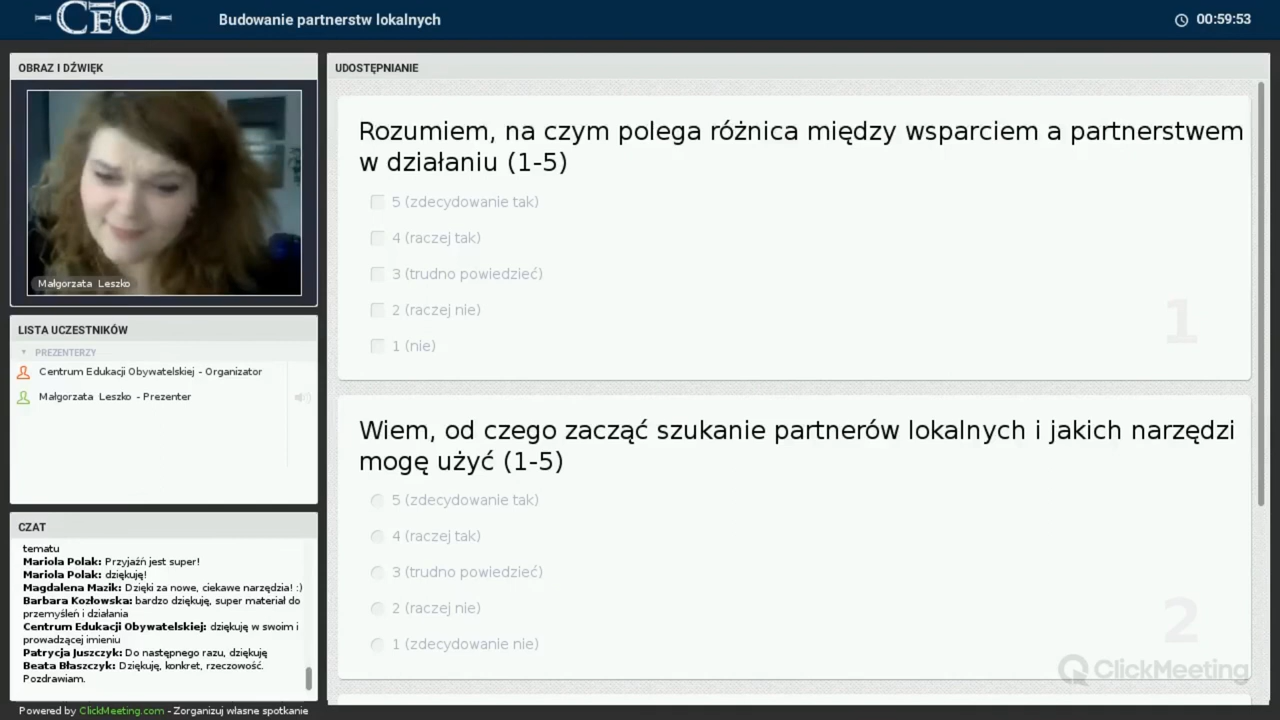 CEO
Budowanie partnerstw lokalnych
00:59:53
OBRAZ I DŹWIĘK
Małgorzata Leszko
LISTA UCZESTNIKÓW
PREZENTERZY
Centrum Edukacji Obywatelskiej - Organizator
Małgorzata Leszko - Prezenter
CZAT
tematu
Mariola Polak: Przyjaźń jest super!
Mariola Polak: dziękuję!
Magdalena Mazik: Dzięki za nowe, ciekawe narzędzia! :)
Barbara Kozłowska: bardzo dziękuję, super materiał do
przemyśleń i działania
Centrum Edukacji Obywatelskiej: dziękuję w swoim i
prowadzącej imieniu
Patrycja Juszczyk: Do następnego razu, dziękuję
Beata Błaszczyk: Dziękuję, konkret, rzeczowość.
Pozdrawiam.
Powered by ClickMeeting.com - Zorganizuj własne spotkanie
UDOSTĘPNIANIE
Rozumiem, na czym polega różnica między wsparciem a partnerstwem
w działaniu (1-5)
5 (zdecydowanie tak)
4 (raczej tak)
3 (trudno powiedzieć)
2 (raczej nie)
1 (nie)
1
Wiem, od czego zacząć szukanie partnerów lokalnych i jakich narzędzi
mogę użyć (1-5)
5 (zdecydowanie tak)
4 (raczej tak)
3 (trudno powiedzieć)
2 (raczej nie)
1 (zdecydowanie nie)
2
ClickMeeting